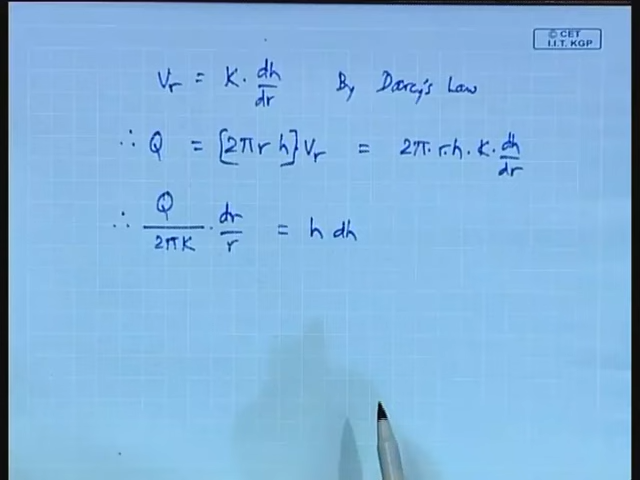 © CET
I.I.T. KGP
Vr = K · dh/dr By Darcy's Law
∴ Q = [2πr h] Vr = 2π · r · h · K · dh/dr
∴ Q/2πK · dr/r = h dh